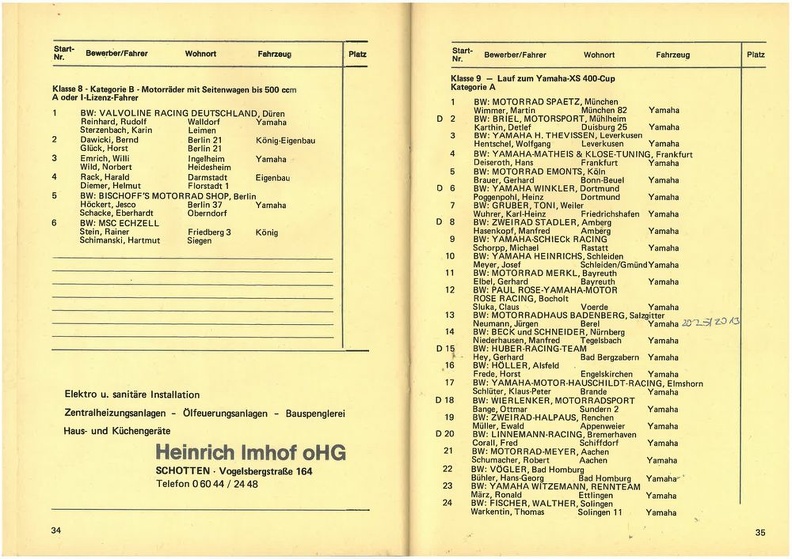 Start-
Nr. Bewerber/Fahrer Wohnort Fahrzeug Platz
Klasse 8 - Kategorie B - Motorräder mit Seitenwagen bis 500 ccm
A oder I-Lizenz-Fahrer
1 BW: VALVOLINE RACING DEUTSCHLAND, Düren
Reinhard, Rudolf Walldorf Yamaha
Sterzenbach, Karin Leimen
2 Dawicki, Bernd Berlin 21 König-Eigenbau
Glück, Horst Berlin 21
3 Emrich, Willi Ingelheim Yamaha
Wild, Norbert Heidesheim
4 Rack, Harald Darmstadt Eigenbau
Diemer, Helmut Florstadt 1
5 BW: BISCHOFF'S MOTORRAD SHOP, Berlin
Höckert, Jesco Berlin 37 Yamaha
Schacke, Eberhardt Oberndorf
6 BW: MSC ECHZELL
Stein, Rainer Friedberg 3 König
Schimanski, Hartmut Siegen
Elektro u. sanitäre Installation
Zentralheizungsanlagen - Ölfeuerungsanlagen - Bauspenglerei
Haus- und Küchengeräte
Heinrich Imhof oHG
SCHOTTEN · Vogelsbergstraße 164
Telefon 0 60 44 / 24 48
34
Start-
Nr. Bewerber/Fahrer Wohnort Fahrzeug Platz
Klasse 9 — Lauf zum Yamaha-XS 400-Cup
Kategorie A
1 BW: MOTORRAD SPAETZ, München
Wimmer, Martin München 82 Yamaha
D 2 BW: BRIEL, MOTORSPORT, Mühlheim
Karthin, Detlef Duisburg 25 Yamaha
3 BW: YAMAHA H. THEVISSEN, Leverkusen
Hentschel, Wolfgang Leverkusen Yamaha
4 BW: YAMAHA-MATHEIS & KLOSE-TUNING, Frankfurt
Deiseroth, Hans Frankfurt Yamaha
5 BW: MOTORRAD EMONTS, Köln
Brauer, Gerhard Bonn-Beuel Yamaha
D 6 BW: YAMAHA WINKLER, Dortmund
Poggenpohl, Heinz Dortmund Yamaha
7 BW: GRUBER, TONI, Weiler
Wuhrer, Karl-Heinz Friedrichshafen Yamaha
D 8 BW: ZWEIRAD STADLER, Amberg
Hasenkopf, Manfred Amberg Yamaha
9 BW: YAMAHA-SCHIECk RACING
Schorpp, Michael Rastatt Yamaha
10 BW: YAMAHA HEINRICHS, Schleiden
Meyer, Josef Schleiden/Gmünd Yamaha
11 BW: MOTORRAD MERKL, Bayreuth
Elbel, Gerhard Bayreuth Yamaha
12 BW: PAUL ROSE-YAMAHA-MOTOR
ROSE RACING, Bocholt
Sluka, Claus Voerde Yamaha
13 BW: MOTORRADHAUS BADENBERG, Salzgitter
Neumann, Jürgen Berel Yamaha
14 BW: BECK und SCHNEIDER, Nürnberg
Niederhausen, Manfred Tegelsbach Yamaha
D 15 BW: HUBER-RACING-TEAM
Hey, Gerhard Bad Bergzabern Yamaha
16 BW: HÖLLER, Alsfeld
Frede, Horst Engelskirchen Yamaha
17 BW: YAMAHA-MOTOR-HAUSCHILDT-RACING, Elmshorn
Schlüter, Klaus-Peter Brande Yamaha
D 18 BW: WIERLENKER, MOTORRADSPORT
Bange, Ottmar Sundern 2 Yamaha
19 BW: ZWEIRAD-HALPAUS, Renchen
Müller, Ewald Appenweier Yamaha
D 20 BW: LINNEMANN-RACING, Bremerhaven
Corall, Fred Schiffdorf Yamaha
21 BW: MOTORRAD-MEYER, Aachen
Schumacher, Robert Aachen Yamaha
22 BW: VÖGLER, Bad Homburg
Bühler, Hans-Georg Bad Homburg Yamaha
23 BW: YAMAHA WITZEMANN, RENNTEAM
März, Ronald Ettlingen Yamaha
24 BW: FISCHER, WALTHER, Solingen
Warkentin, Thomas Solingen 11 Yamaha
35